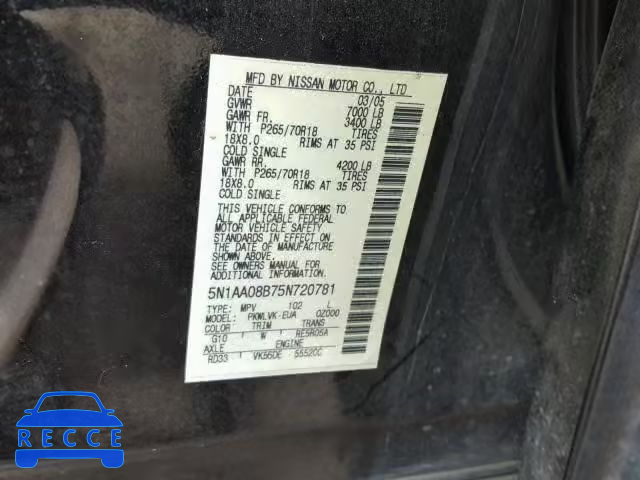 MFD BY NISSAN MOTOR CO., LTD
DATE 03/05
GVWR 7000 LB
GAWR FR. 3400 LB
WITH P265/70R18 TIRES
18X8.0 RIMS AT 35 PSI
COLD SINGLE
GAWR RR. 4200 LB
WITH P265/70R18 TIRES
18X8.0 RIMS AT 35 PSI
COLD SINGLE
THIS VEHICLE CONFORMS TO
ALL APPLICABLE FEDERAL
MOTOR VEHICLE SAFETY
STANDARDS IN EFFECT ON
THE DATE OF MANUFACTURE
SHOWN ABOVE.
SEE OWNERS MANUAL FOR
ADDITIONAL INFORMATION.
5N1AA08B75N720781
TYPE: MPV 102 L
MODEL: PKWLVK-EUA 0Z000
COLOR TRIM TRANS
G10 W RE5R05A
AXLE ENGINE
RD33 VK56DE 5552CC
RECCE